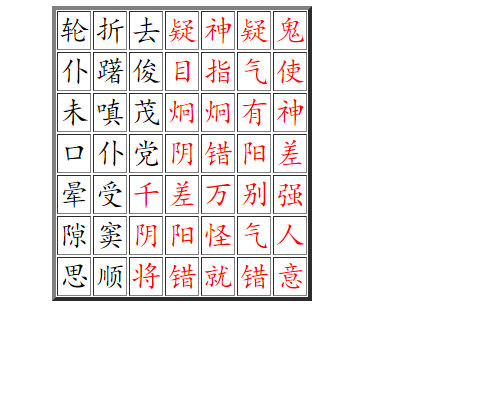 轮折去疑神疑鬼
仆躇俊目指气使
未嗔茂炯炯有神
口仆党阴错阳差
晕受千差万别强
隙窦阴阳怪气人
思顺将错就错意